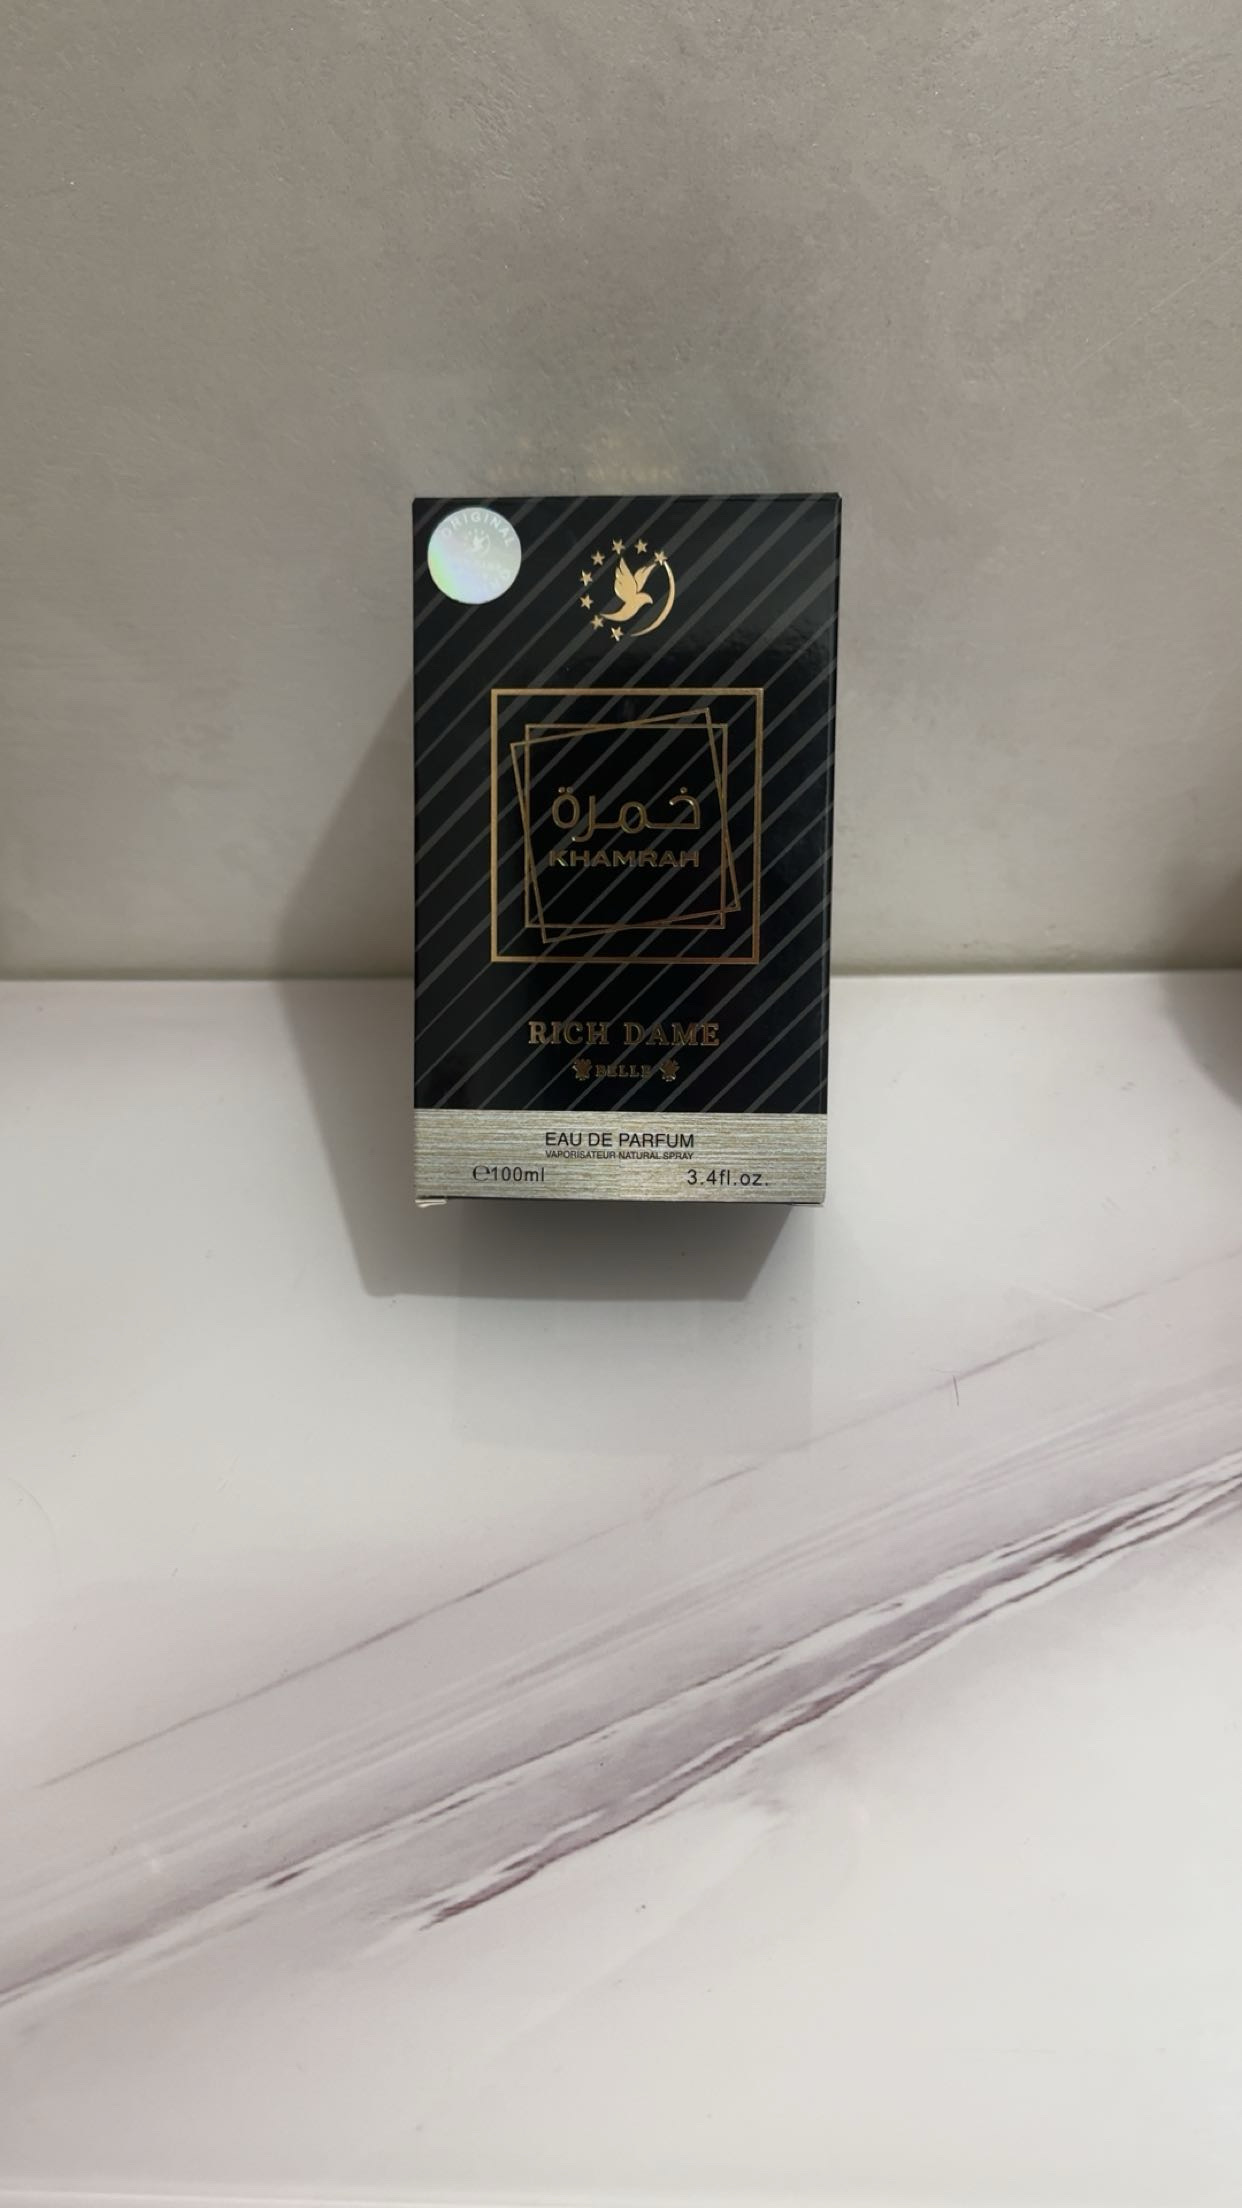 ORIGINAL
خمرة
KHAMRAH
RICH DAME
BELLE
EAU DE PARFUM
VAPORISATEUR NATURAL SPRAY
℮100ml 3.4fl.oz.